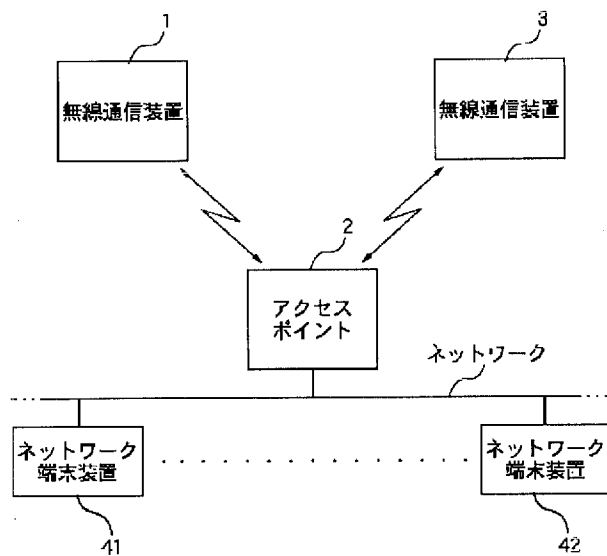 1
3
無線通信装置
無線通信装置
2
アクセス
ポイント
ネットワーク
ネットワーク
端末装置
ネットワーク
端末装置
41
42